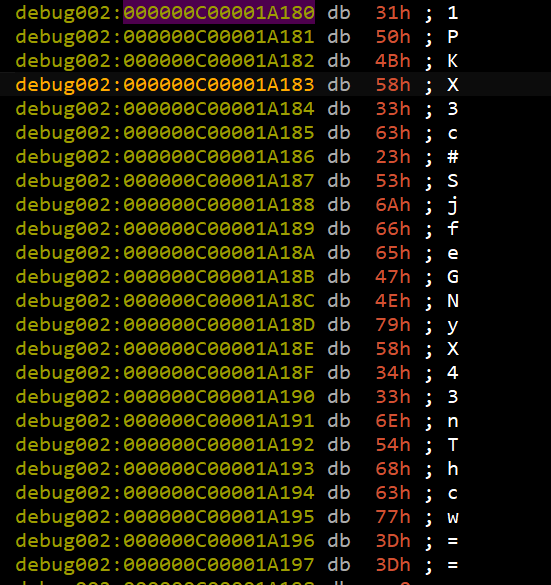 debug002:000000C00001A180 db 31h ; 1
debug002:000000C00001A181 db 50h ; P
debug002:000000C00001A182 db 4Bh ; K
debug002:000000C00001A183 db 58h ; X
debug002:000000C00001A184 db 33h ; 3
debug002:000000C00001A185 db 63h ; c
debug002:000000C00001A186 db 23h ; #
debug002:000000C00001A187 db 53h ; S
debug002:000000C00001A188 db 6Ah ; j
debug002:000000C00001A189 db 66h ; f
debug002:000000C00001A18A db 65h ; e
debug002:000000C00001A18B db 47h ; G
debug002:000000C00001A18C db 4Eh ; N
debug002:000000C00001A18D db 79h ; y
debug002:000000C00001A18E db 58h ; X
debug002:000000C00001A18F db 34h ; 4
debug002:000000C00001A190 db 33h ; 3
debug002:000000C00001A191 db 6Eh ; n
debug002:000000C00001A192 db 54h ; T
debug002:000000C00001A193 db 68h ; h
debug002:000000C00001A194 db 63h ; c
debug002:000000C00001A195 db 77h ; w
debug002:000000C00001A196 db 3Dh ; =
debug002:000000C00001A197 db 3Dh ; =